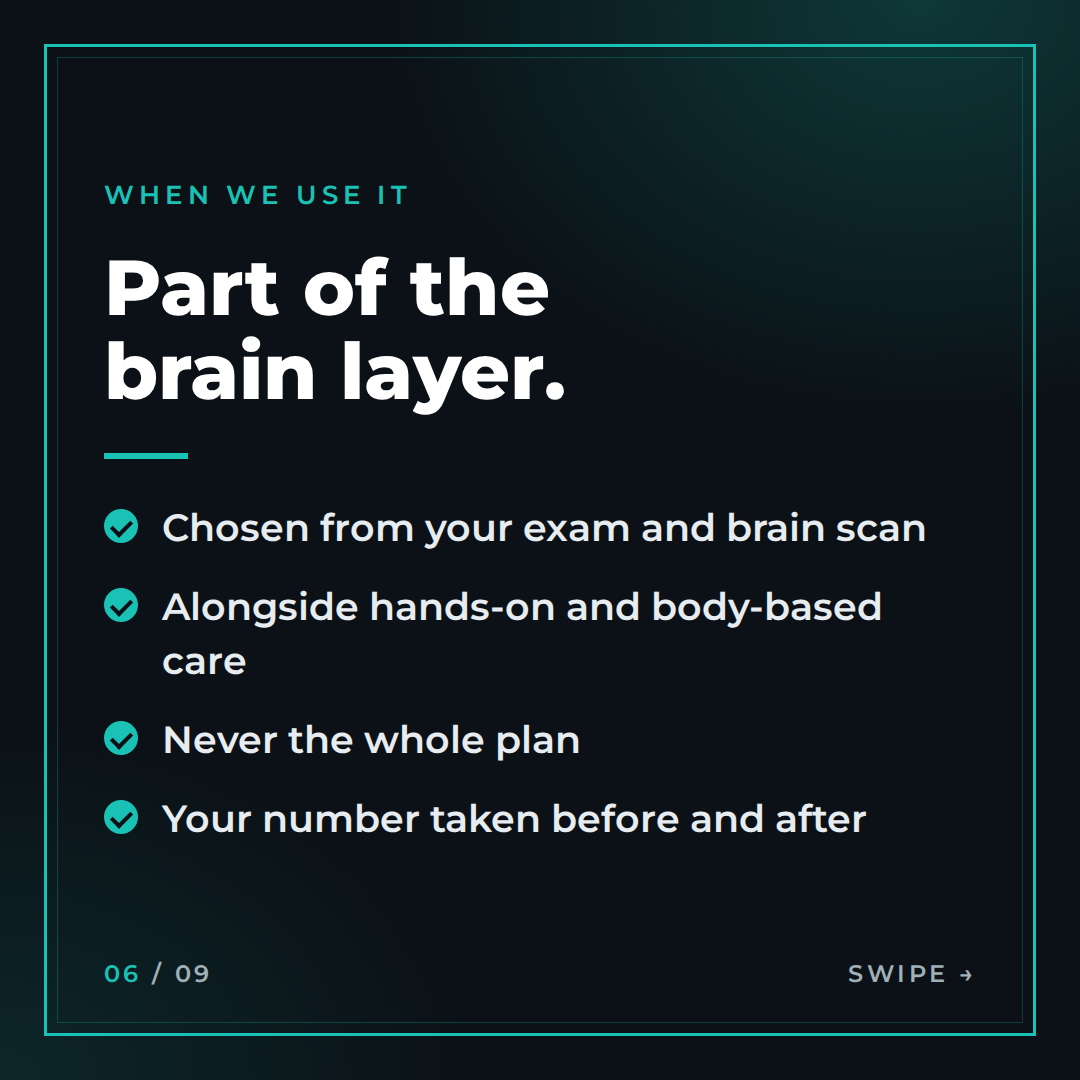 WHEN WE USE IT
Part of the
brain layer.
Chosen from your exam and brain scan
Alongside hands-on and body-based
care
Never the whole plan
Your number taken before and after
06 / 09
SWIPE →